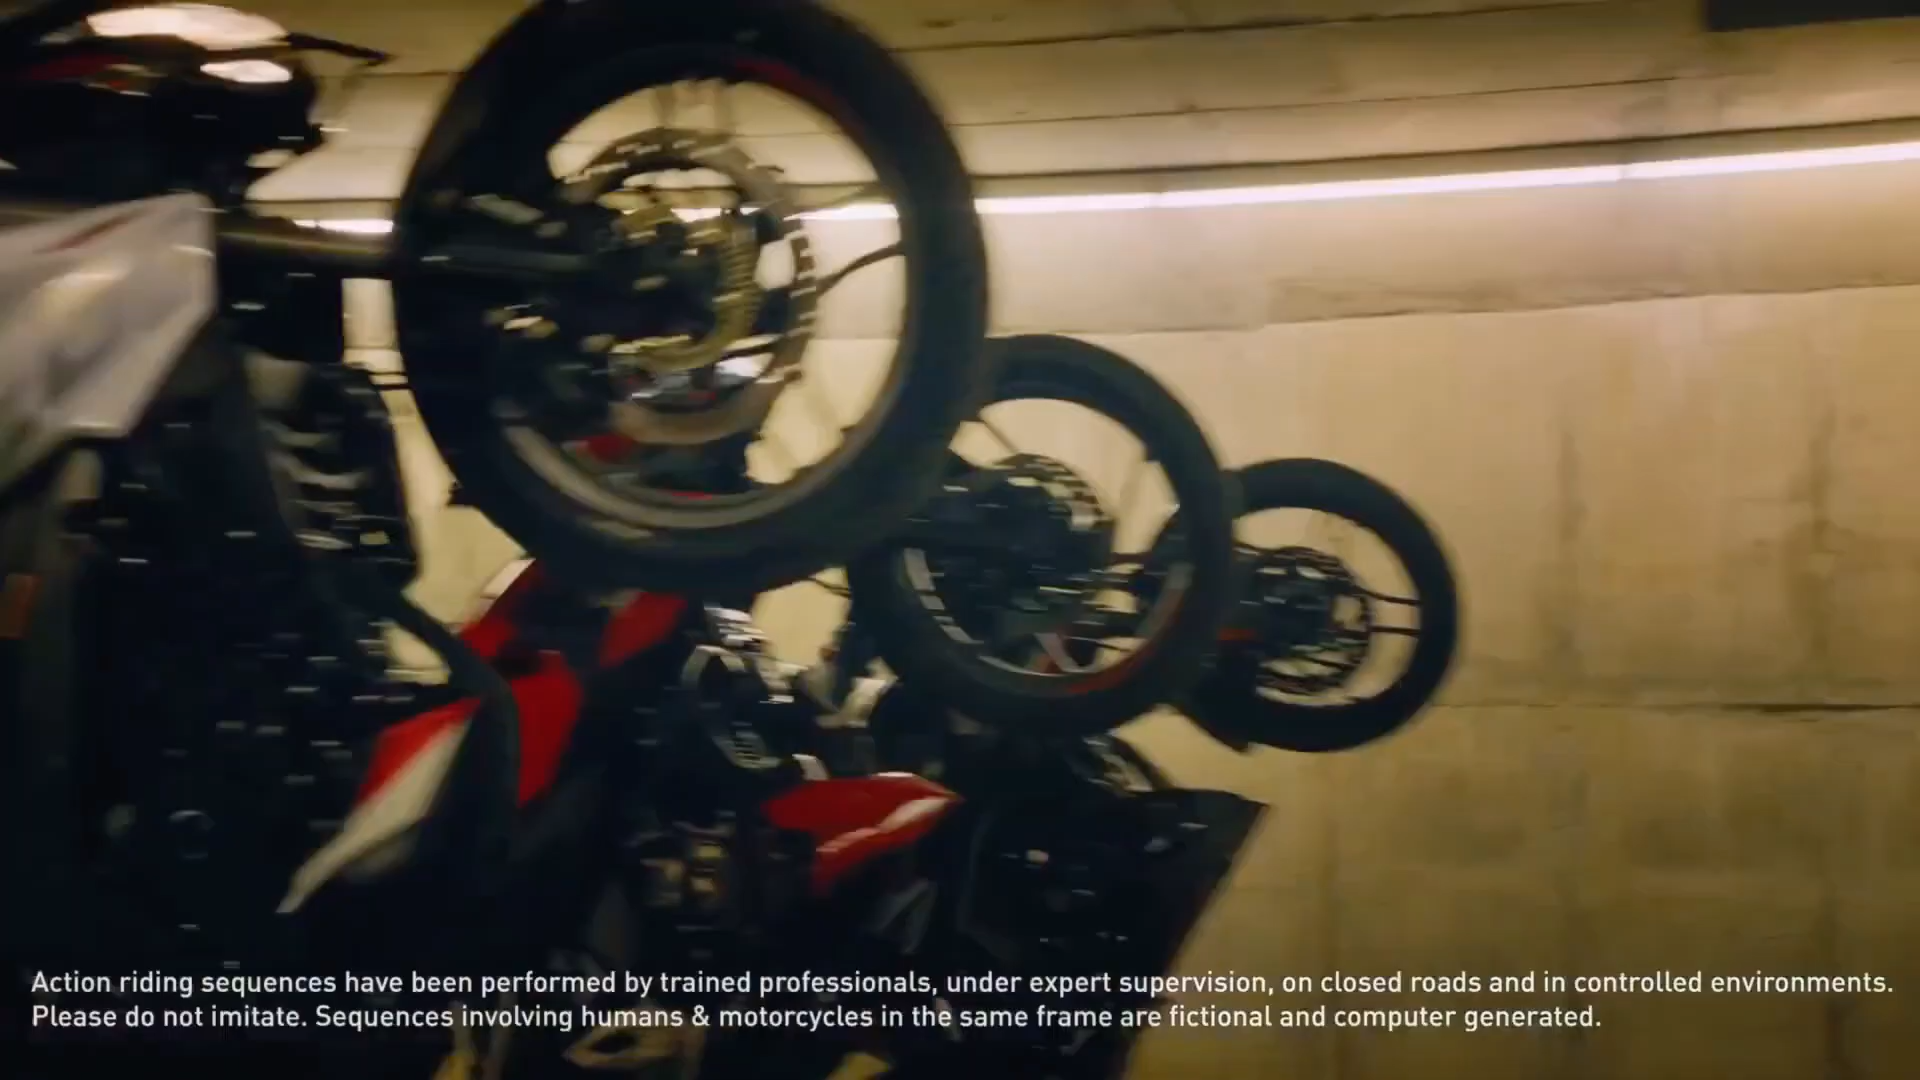 Action riding sequences have been performed by trained professionals, under expert supervision, on closed roads and in controlled environments.
Please do not imitate. Sequences involving humans & motorcycles in the same frame are fictional and computer generated.